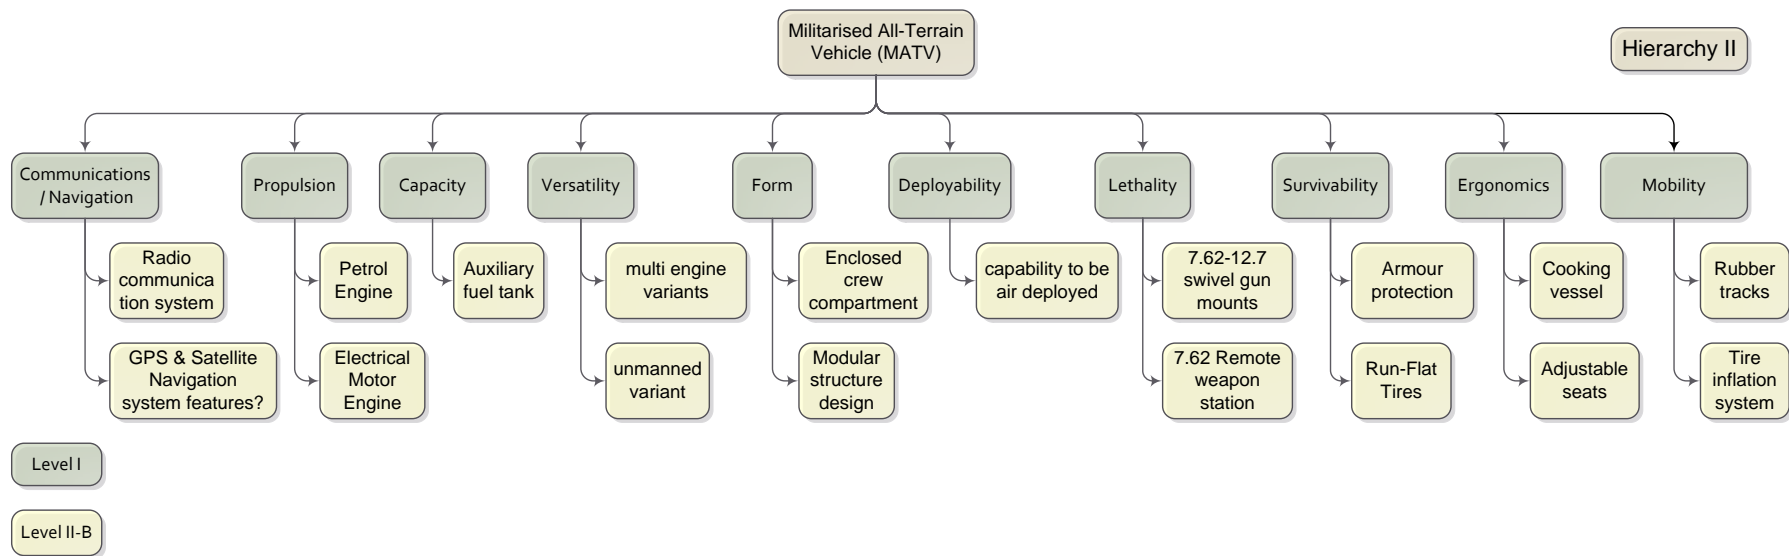 Militarised All-Terrain
Vehicle (MATV)
Hierarchy II
Communications
/ Navigation
Propulsion
Capacity
Versatility
Form
Deployability
Lethality
Survivability
Ergonomics
Mobility
Radio
communica
tion system
Petrol
Engine
Auxiliary
fuel tank
multi engine
variants
Enclosed
crew
compartment
capability to be
air deployed
7.62-12.7
swivel gun
mounts
Armour
protection
Cooking
vessel
Rubber
tracks
GPS & Satellite
Navigation
system features?
Electrical
Motor
Engine
unmanned
variant
Modular
structure
design
7.62 Remote
weapon
station
Run-Flat
Tires
Adjustable
seats
Tire
inflation
system
Level I
Level II-B